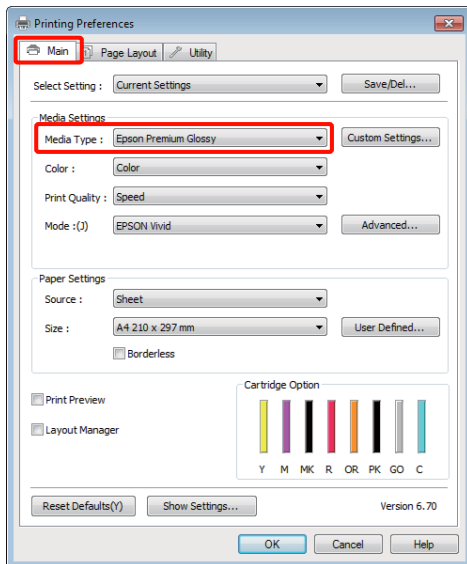 Printing Preferences
Main Page Layout Utility
Select Setting : Current Settings Save/Del...
Media Settings
Media Type : Epson Premium Glossy Custom Settings...
Color : Color
Print Quality : Speed
Mode :(J) EPSON Vivid Advanced...
Paper Settings
Source : Sheet
Size : A4 210 x 297 mm User Defined...
Borderless
Cartridge Option
Print Preview
Layout Manager
Y M MK R OR PK GO C
Reset Defaults(Y) Show Settings... Version 6.70
OK Cancel Help